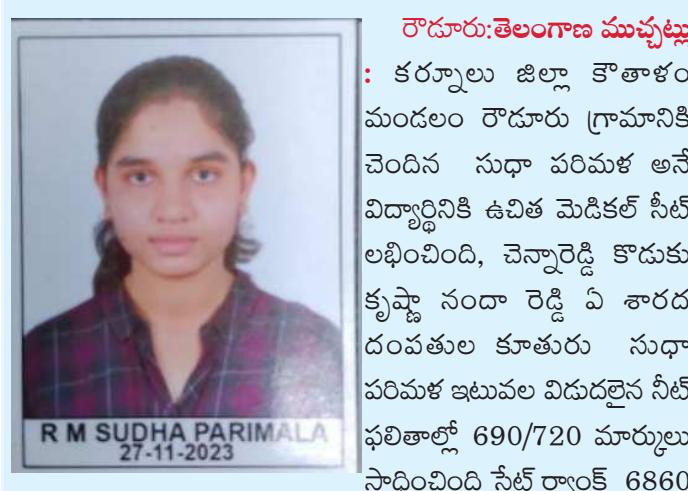 R M SUDHA PARIMALA
27-11-2023
రౌడూరు:తెలంగాణ ముచ్చట్లు
: కర్నూలు జిల్లా కౌతాళం
మండలం రౌడూరు గ్రామానికి
చెందిన సుధా పరిమళ అనే
విద్యార్థినికి ఉచిత మెడికల్ సీట్
లభించింది, చెన్నారెడ్డి కొడుకు
కృష్ణా నందా రెడ్డి ఏ శారద
దంపతుల కూతురు సుధా
పరిమళ ఇటువల విడుదలైన నీట్
ఫలితాల్లో 690/720 మార్కులు
సాధించింది సేట్ ర్యాంక్ 6860